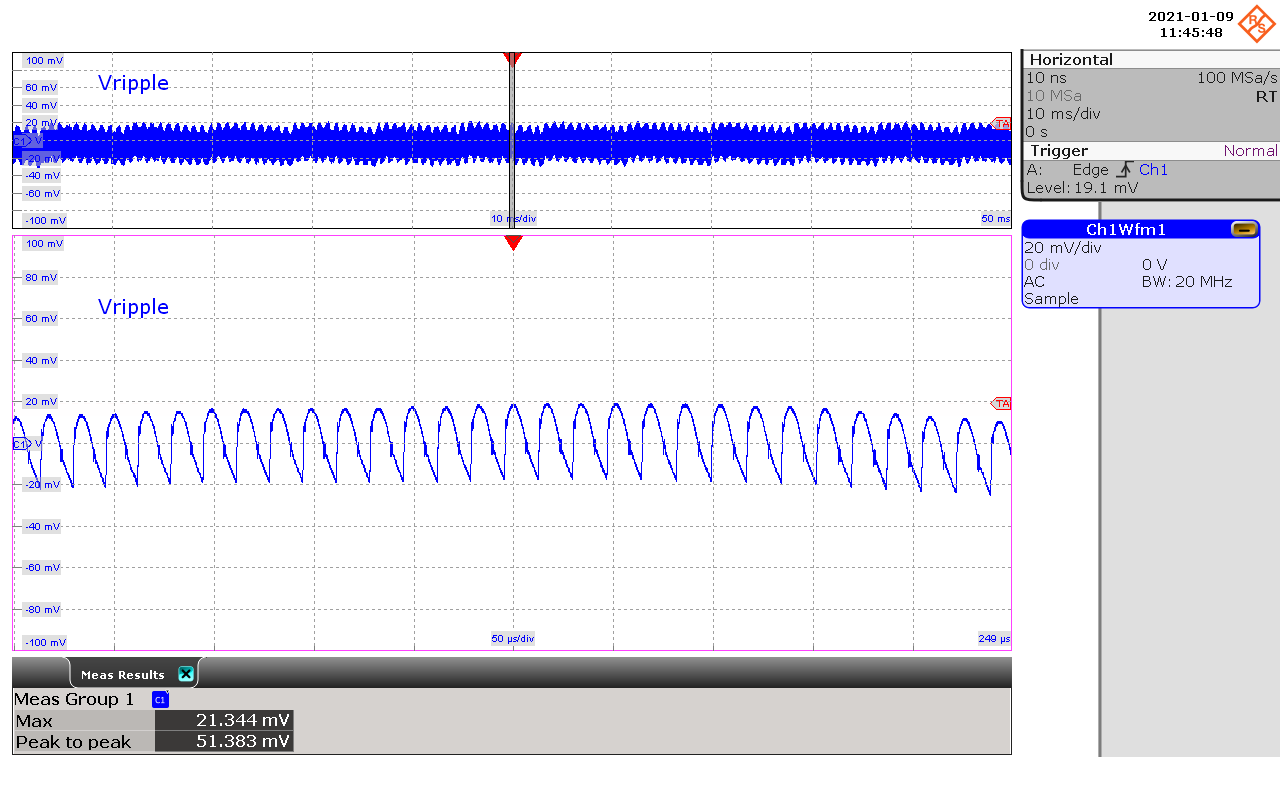 2021-01-09
11:45:48
R&S
Horizontal
10 ns 100 MSa/s
10 MSa RT
10 ms/div
0 s
Trigger Normal
A: Edge Ch1
Level: 19.1 mV
Ch1Wfm1
20 mV/div
0 div 0 V
AC BW: 20 MHz
Sample
100 mV
Vripple
60 mV
40 mV
20 mV
TA
C1 V
-20 mV
-40 mV
-60 mV
-100 mV
10 ms/div
50 ms
100 mV
80 mV
Vripple
60 mV
40 mV
20 mV
TA
C1 V
-20 mV
-40 mV
-60 mV
-80 mV
-100 mV
50 µs/div
249 µs
Meas Results
Meas Group 1 C1
Max 21.344 mV
Peak to peak 51.383 mV